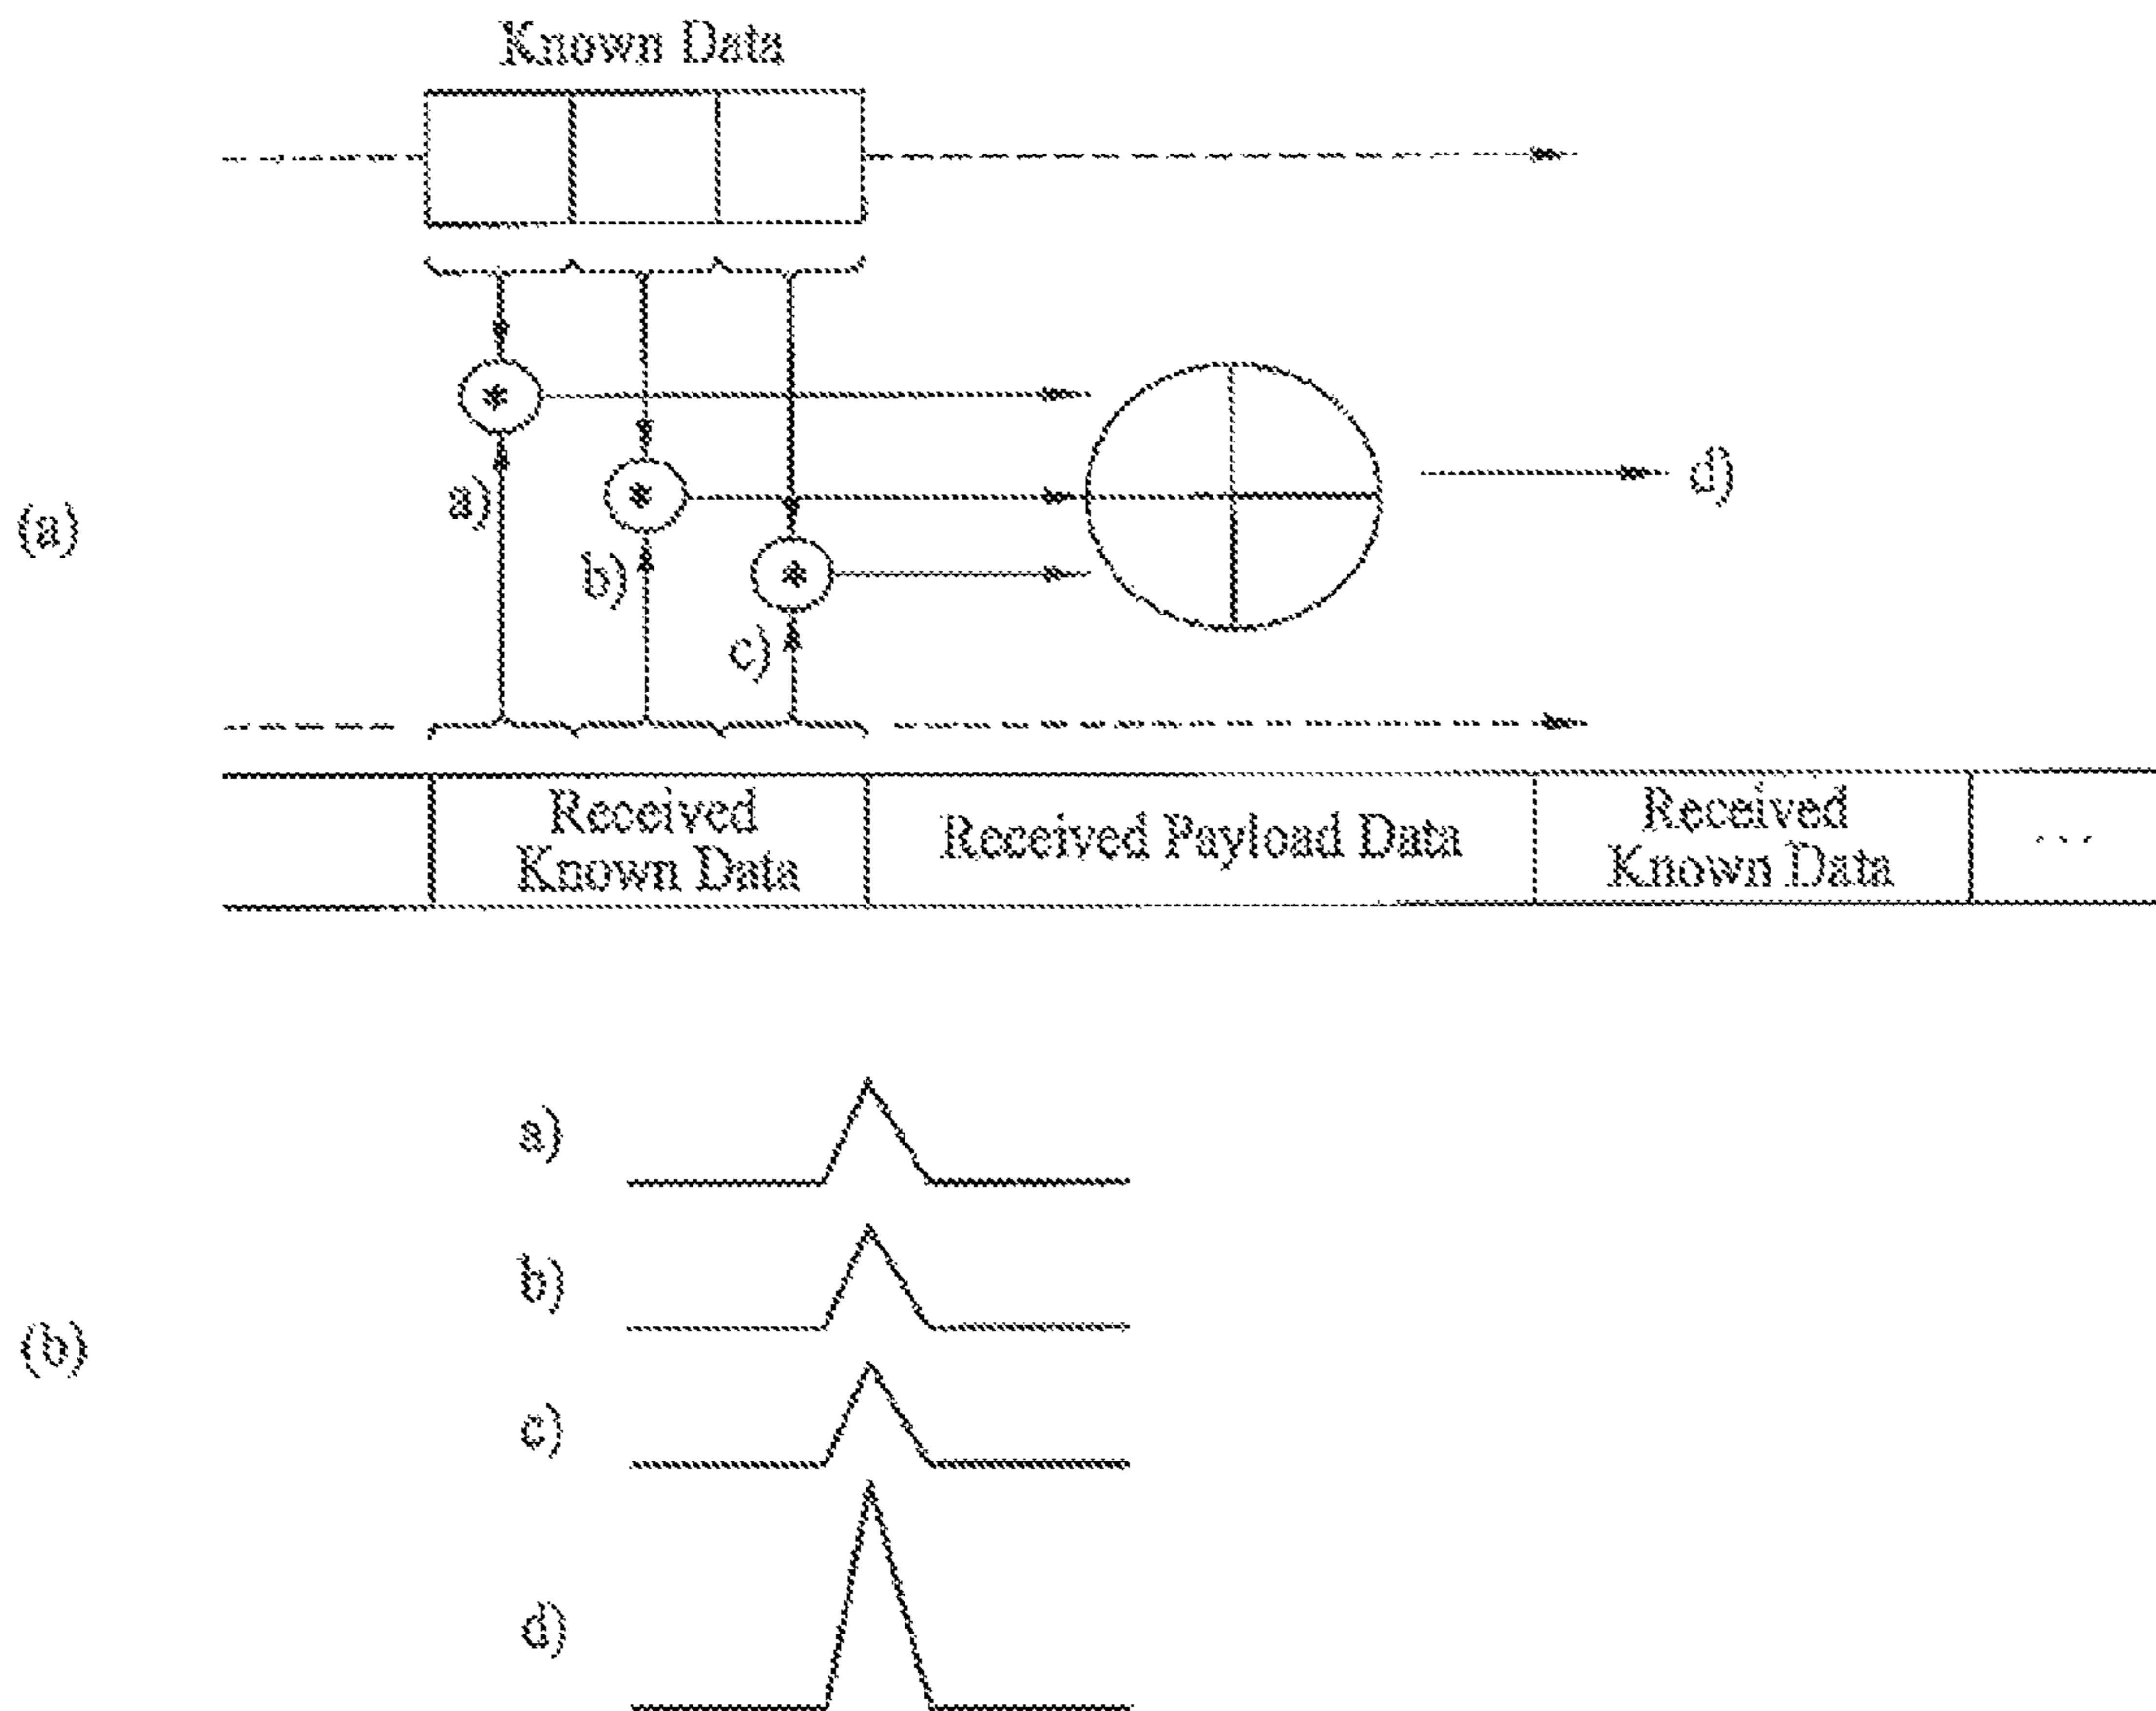 Known Data
*
*
*
a)
b)
c)
d)
(a)
Received
Known Data
Received Payload Data
Received
Known Data
...
a)
b)
c)
d)
(b)